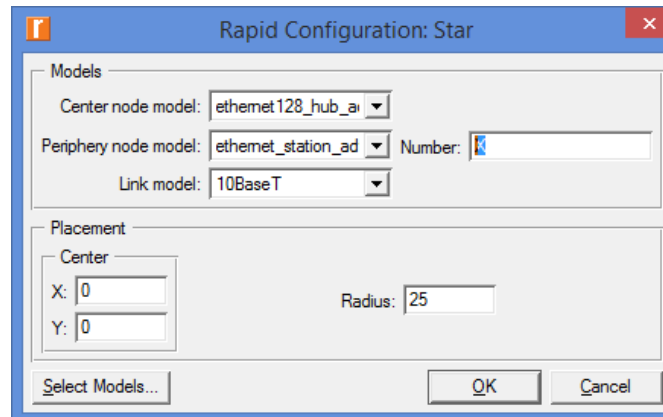 r
Rapid Configuration: Star
Models
Center node model: ethernet128_hub_a
Periphery node model: ethernet_station_ad Number:
Link model: 10BaseT
Placement
Center
X: 0
Radius: 25
Y: 0
Select Models... OK Cancel